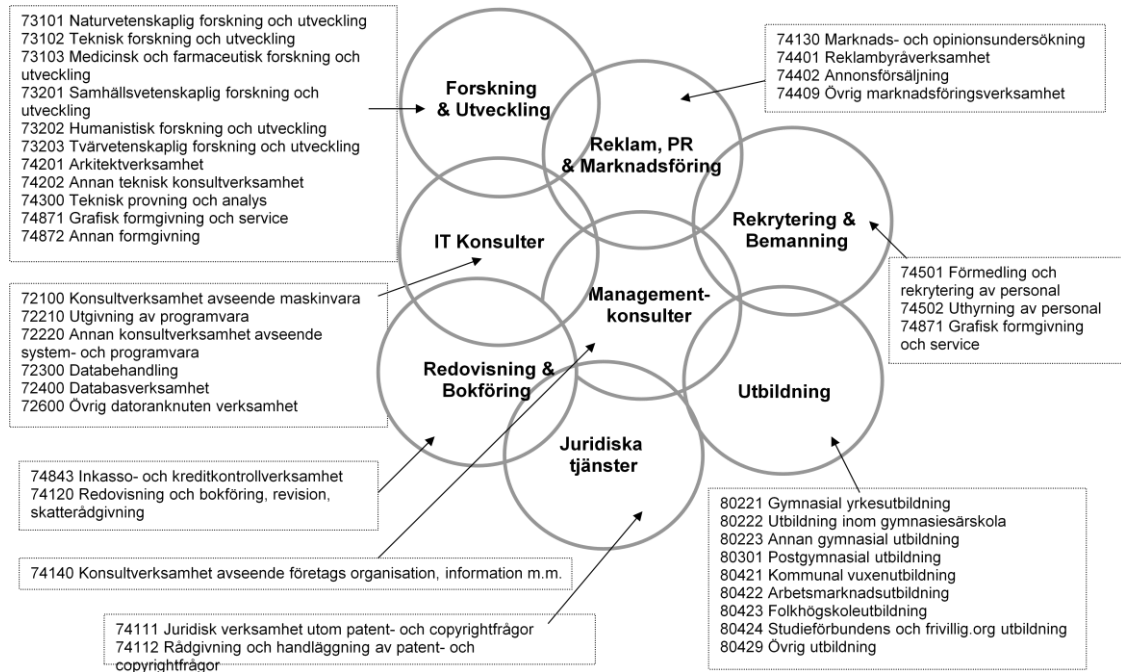 73101 Naturvetenskaplig forskning och utveckling
73102 Teknisk forskning och utveckling
73103 Medicinsk och farmaceutisk forskning och
utveckling
73201 Samhällsvetenskaplig forskning och
utveckling
73202 Humanistisk forskning och utveckling
73203 Tvärvetenskaplig forskning och utveckling
74201 Arkitektverksamhet
74202 Annan teknisk konsultverksamhet
74300 Teknisk provning och analys
74871 Grafisk formgivning och service
74872 Annan formgivning
Forskning
& Utveckling
74130 Marknads- och opinionsundersökning
74401 Reklambyråverksamhet
74402 Annonsförsäljning
74409 Övrig marknadsföringsverksamhet
Reklam, PR
& Marknadsföring
Rekrytering &
Bemanning
IT Konsulter
74501 Förmedling och
rekrytering av personal
74502 Uthyrning av personal
74871 Grafisk formgivning
och service
72100 Konsultverksamhet avseende maskinvara
72210 Utgivning av programvara
72220 Annan konsultverksamhet avseende
system- och programvara
72300 Databehandling
72400 Databasverksamhet
72600 Övrig datoranknuten verksamhet
Management-
konsulter
Redovisning &
Bokföring
Utbildning
Juridiska
tjänster
74843 Inkasso- och kreditkontrollverksamhet
74120 Redovisning och bokföring, revision,
skatterådgivning
80221 Gymnasial yrkesutbildning
80222 Utbildning inom gymnasiesärskola
80223 Annan gymnasial utbildning
80301 Postgymnasial utbildning
80421 Kommunal vuxenutbildning
80422 Arbetsmarknadsutbildning
80423 Folkhögskoleutbildning
80424 Studieförbundens och frivillig.org utbildning
80429 Övrig utbildning
74140 Konsultverksamhet avseende företags organisation, information m.m.
74111 Juridisk verksamhet utom patent- och copyrightfrågor
74112 Rådgivning och handläggning av patent- och
copyrightfrågor